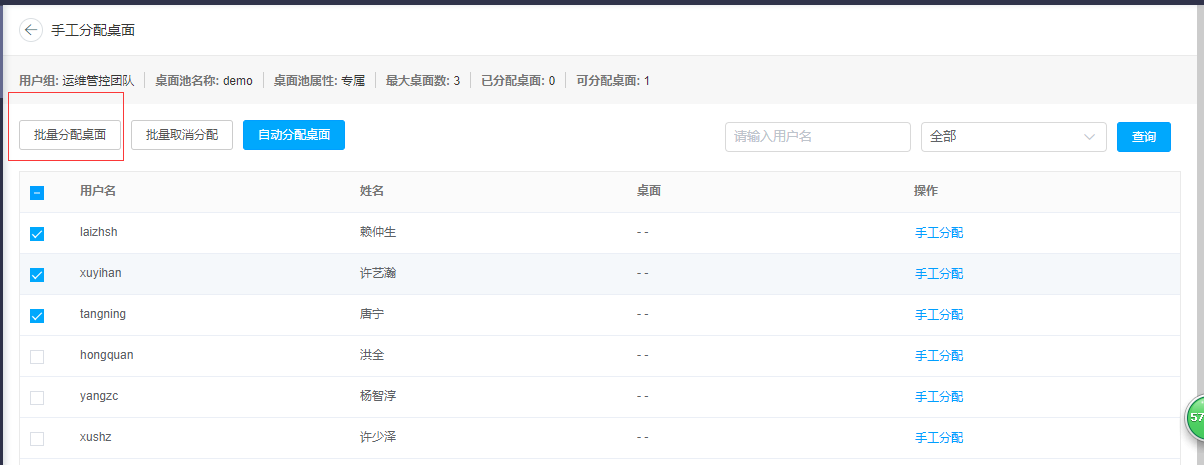 手工分配桌面
用户组: 运维管控团队 桌面池名称: demo 桌面池属性: 专属 最大桌面数: 3 已分配桌面: 0 可分配桌面: 1
批量分配桌面 批量取消分配 自动分配桌面 请输入用户名 全部 查询
用户名 姓名 桌面 操作
laizhsh 赖仲生 - - 手工分配
xuyihan 许艺瀚 - - 手工分配
tangning 唐宁 - - 手工分配
hongquan 洪全 - - 手工分配
yangzc 杨智淳 - - 手工分配
xushz 许少泽 - - 手工分配
57